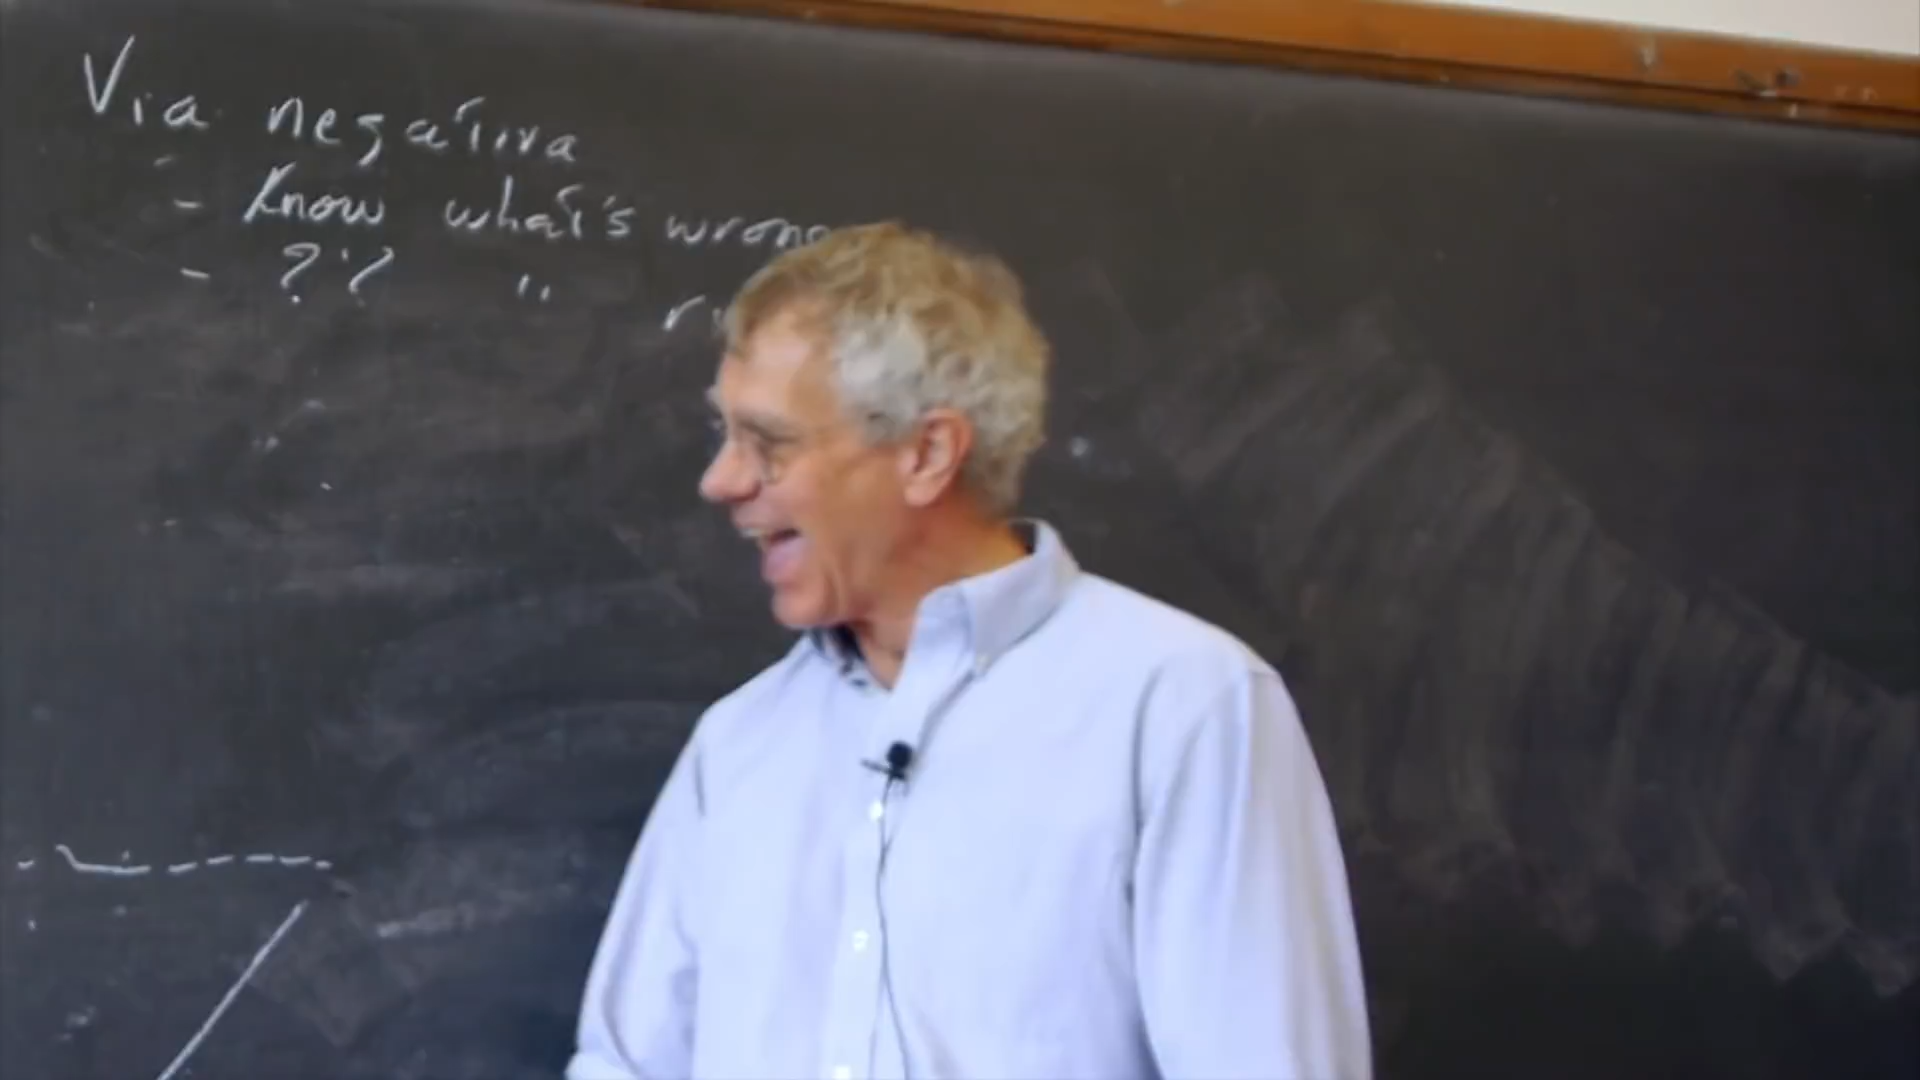 Via negativa
- Know what's wrong
- ?? "